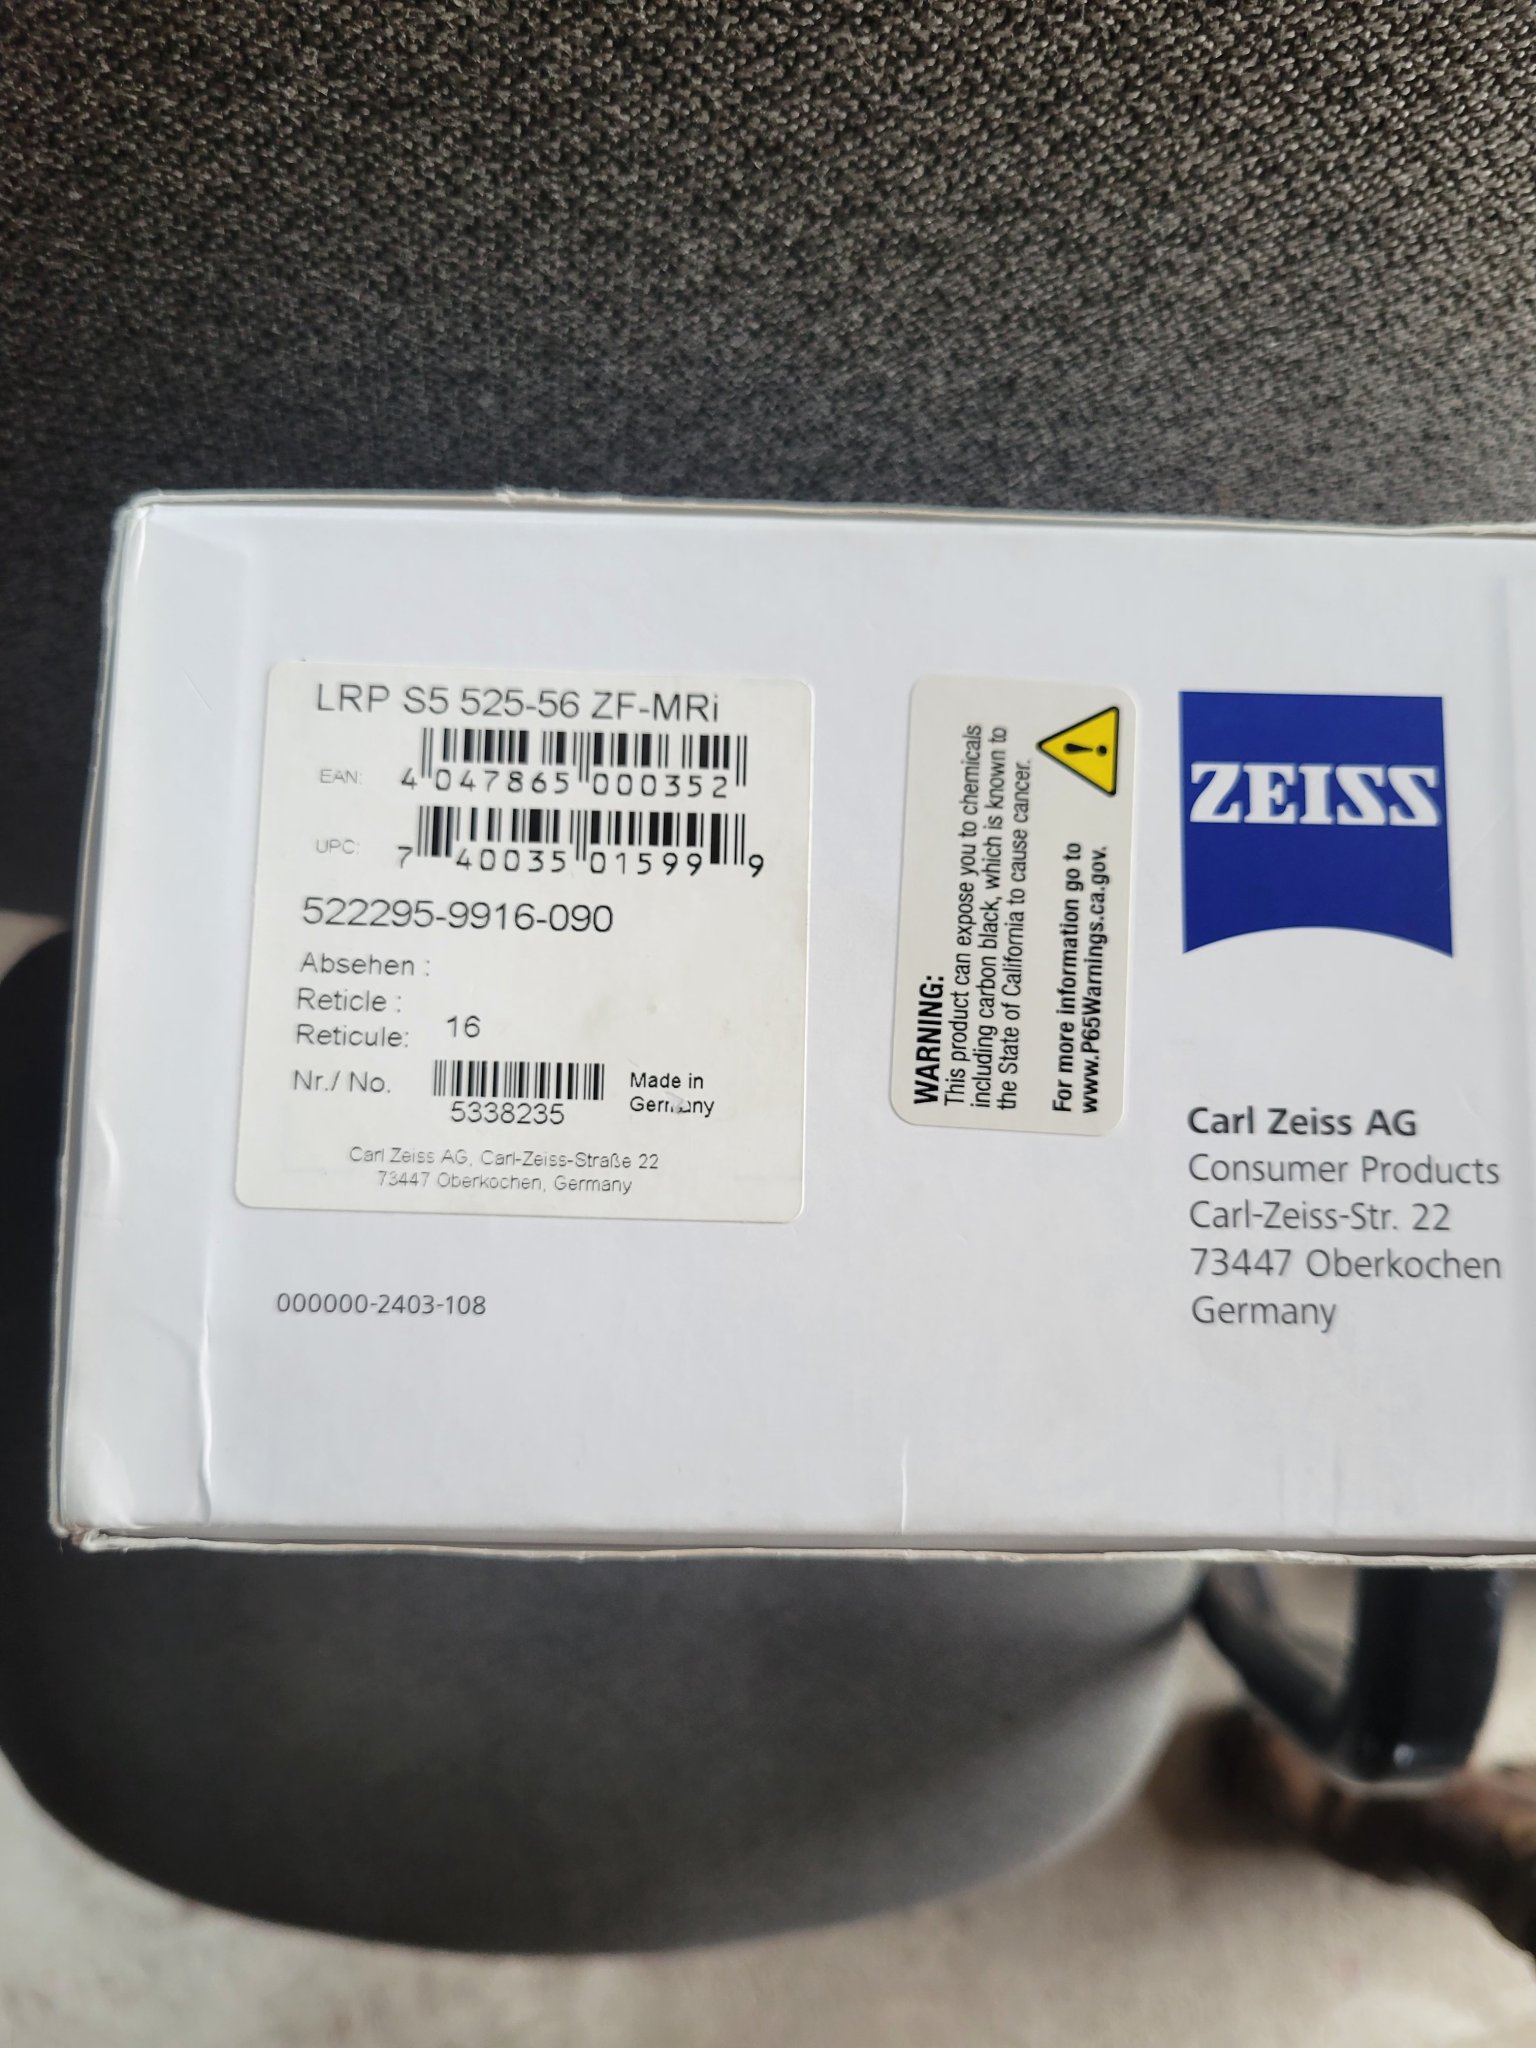 LRP S5 525-56 ZF-MRi
EAN: 4 047865 000352
UPC: 7 40035 01599 9
522295-9916-090
Absehen :
Reticle :
Reticule: 16
Nr./ No.
5338235
Made in
Germany
Carl Zeiss AG, Carl-Zeiss-Straße 22
73447 Oberkochen, Germany
000000-2403-108
WARNING:
This product can expose you to chemicals
including carbon black, which is known to
the State of California to cause cancer.
For more information go to
www.P65Warnings.ca.gov.
ZEISS
Carl Zeiss AG
Consumer Products
Carl-Zeiss-Str. 22
73447 Oberkochen
Germany